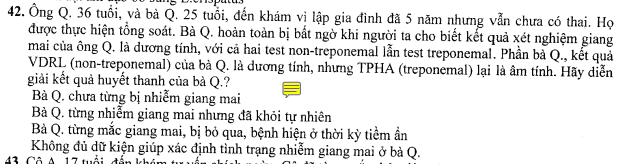 42. Ông Q. 36 tuổi, và bà Q. 25 tuổi, đến khám vì lập gia đình đã 5 năm nhưng vẫn chưa có thai. Họ
được thực hiện tổng soát. Bà Q. hoàn toàn bị bất ngờ khi người ta cho biết kết quả xét nghiệm giang
mai của ông Q. là dương tính, với cả hai test non-treponemal lẫn test treponemal. Phần bà Q., kết quả
VDRL (non-treponemal) của bà Q. là dương tính, nhưng TPHA (treponemal) lại là âm tính. Hãy diễn
giải kết quả huyết thanh của bà Q.?
Bà Q. chưa từng bị nhiễm giang mai
Bà Q. từng nhiễm giang mai nhưng đã khỏi tự nhiên
Bà Q. từng mắc giang mai, bị bỏ qua, bệnh hiện ở thời kỳ tiềm ẩn
Không đủ dữ kiện giúp xác định tình trạng nhiễm giang mai ở bà Q.
43. Cô A. 17 tuổi, đến khám